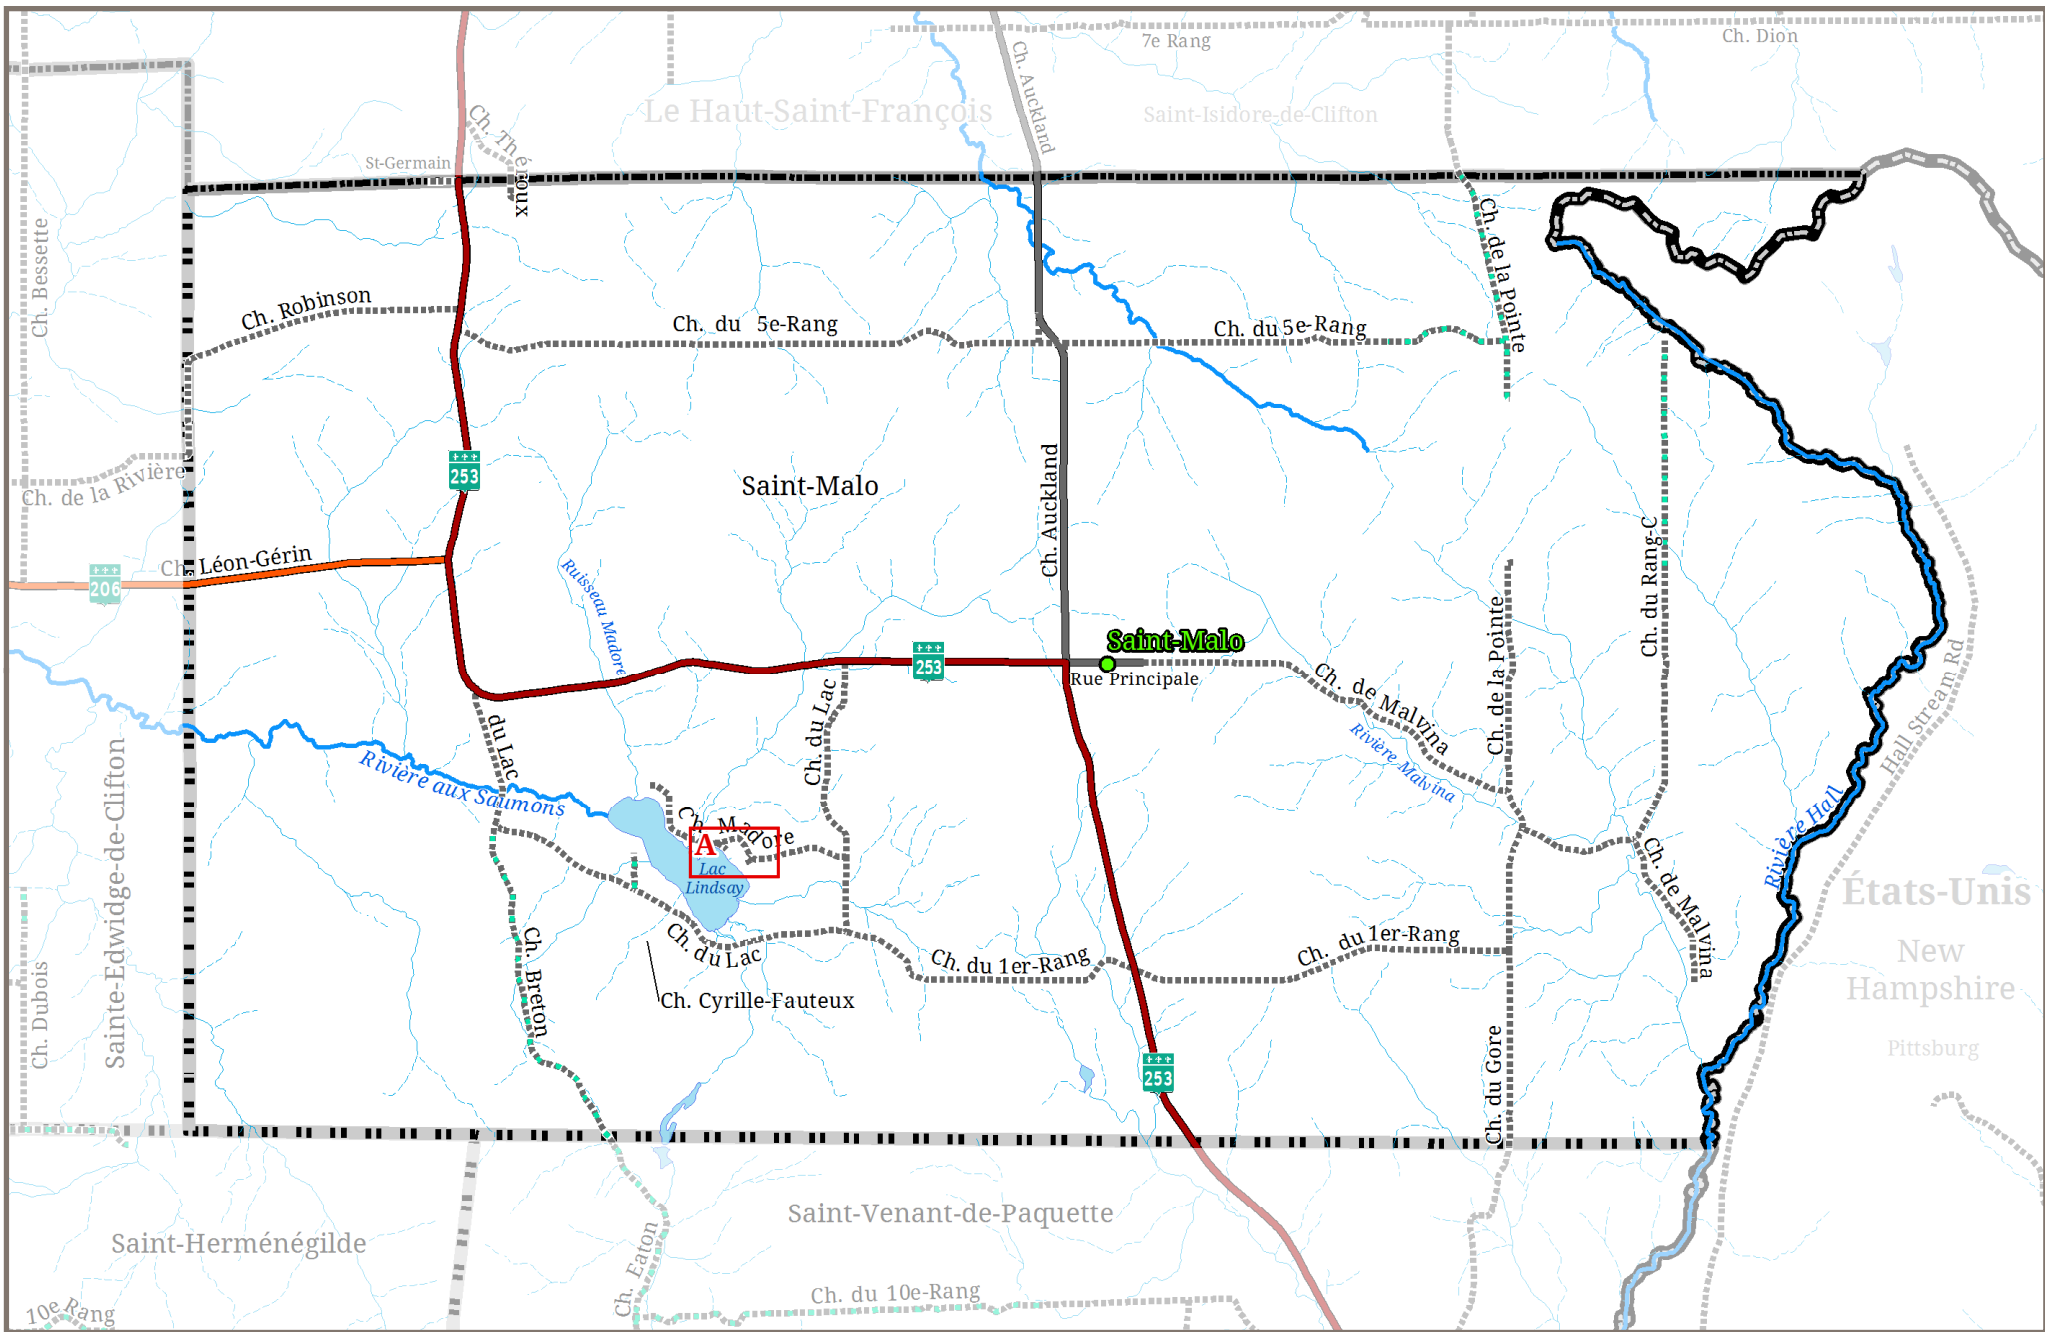 7e Rang
Ch. Dion
Ch. Auckland
Le Haut-Saint-François
Saint-Isidore-de-Clifton
Ch. Théroux
St-Germain
Ch. Bessette
Ch. Robinson
Ch. du 5e-Rang
Ch. du 5e-Rang
Ch. de la Pointe
253
Saint-Malo
Ch. de la Rivière
Ch. Auckland
Ch. Léon-Gérin
206
Ruisseau Madore
Ch. du Rang-C
Ch. de la Pointe
253
Saint-Malo
Rue Principale
Ch. de Malvina
Rivière Malvina
Hall Stream Rd
du Lac
Ch. du Lac
Rivière aux Saumons
Ch. Madore
A
Lac
Lindsay
Rivière Hall
Ch. de Malvina
États-Unis
New
Hampshire
Pittsburg
Sainte-Edwidge-de-Clifton
Ch. Dubois
Ch. Breton
Ch. du Lac
Ch. du 1er-Rang
Ch. du 1er-Rang
Ch. Cyrille-Fauteux
253
Ch. du Gore
Saint-Venant-de-Paquette
Saint-Herménégilde
Ch. Eaton
Ch. du 10e-Rang
10e Rang